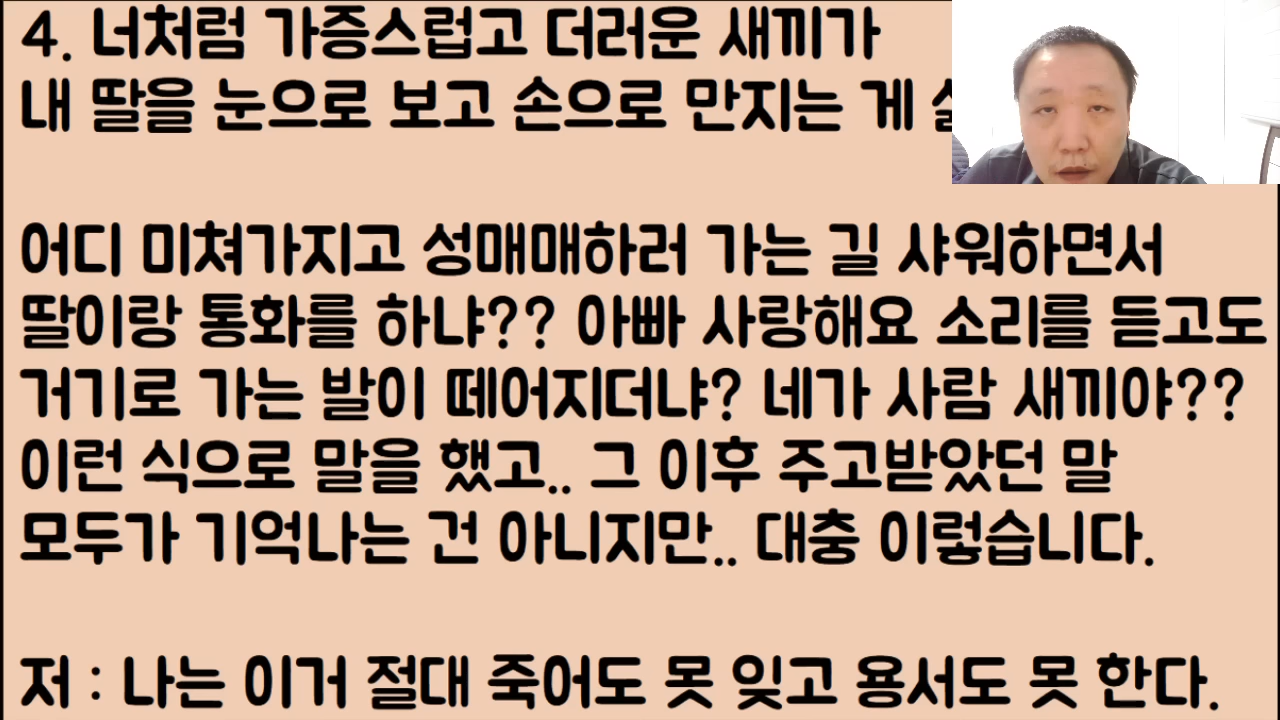 4. 너처럼 가증스럽고 더러운 새끼가
내 딸을 눈으로 보고 손으로 만지는 게
어디 미쳐가지고 성매매하러 가는 길 샤워하면서
딸이랑 통화를 하냐?? 아빠 사랑해요 소리를 듣고도
거기로 가는 발이 떼어지더냐? 네가 사람 새끼야??
이런 식으로 말을 했고.. 그 이후 주고받았던 말
모두가 기억나는 건 아니지만.. 대충 이렇습니다.
저 : 나는 이거 절대 죽어도 못 잊고 용서도 못 한다.